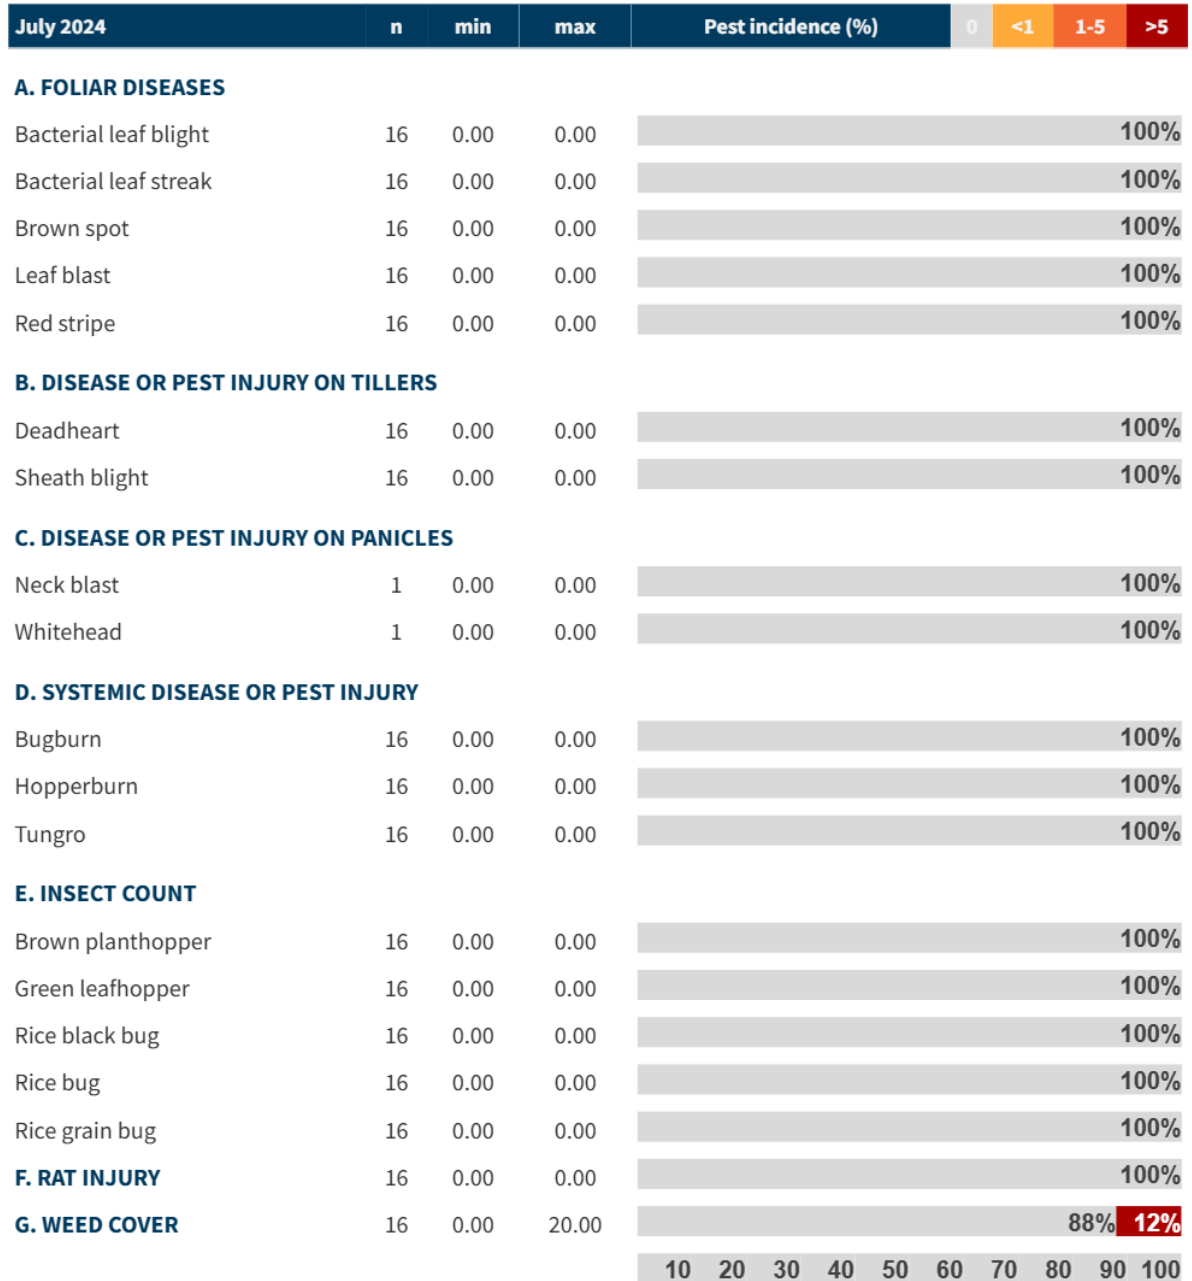 July 2024 n min max Pest incidence (%) 0 <1 1-5 >5
A. FOLIAR DISEASES
Bacterial leaf blight 16 0.00 0.00 100%
Bacterial leaf streak 16 0.00 0.00 100%
Brown spot 16 0.00 0.00 100%
Leaf blast 16 0.00 0.00 100%
Red stripe 16 0.00 0.00 100%
B. DISEASE OR PEST INJURY ON TILLERS
Deadheart 16 0.00 0.00 100%
Sheath blight 16 0.00 0.00 100%
C. DISEASE OR PEST INJURY ON PANICLES
Neck blast 1 0.00 0.00 100%
Whitehead 1 0.00 0.00 100%
D. SYSTEMIC DISEASE OR PEST INJURY
Bugburn 16 0.00 0.00 100%
Hopperburn 16 0.00 0.00 100%
Tungro 16 0.00 0.00 100%
E. INSECT COUNT
Brown planthopper 16 0.00 0.00 100%
Green leafhopper 16 0.00 0.00 100%
Rice black bug 16 0.00 0.00 100%
Rice bug 16 0.00 0.00 100%
Rice grain bug 16 0.00 0.00 100%
F. RAT INJURY 16 0.00 0.00 100%
G. WEED COVER 16 0.00 20.00 88% 12%
10 20 30 40 50 60 70 80 90 100